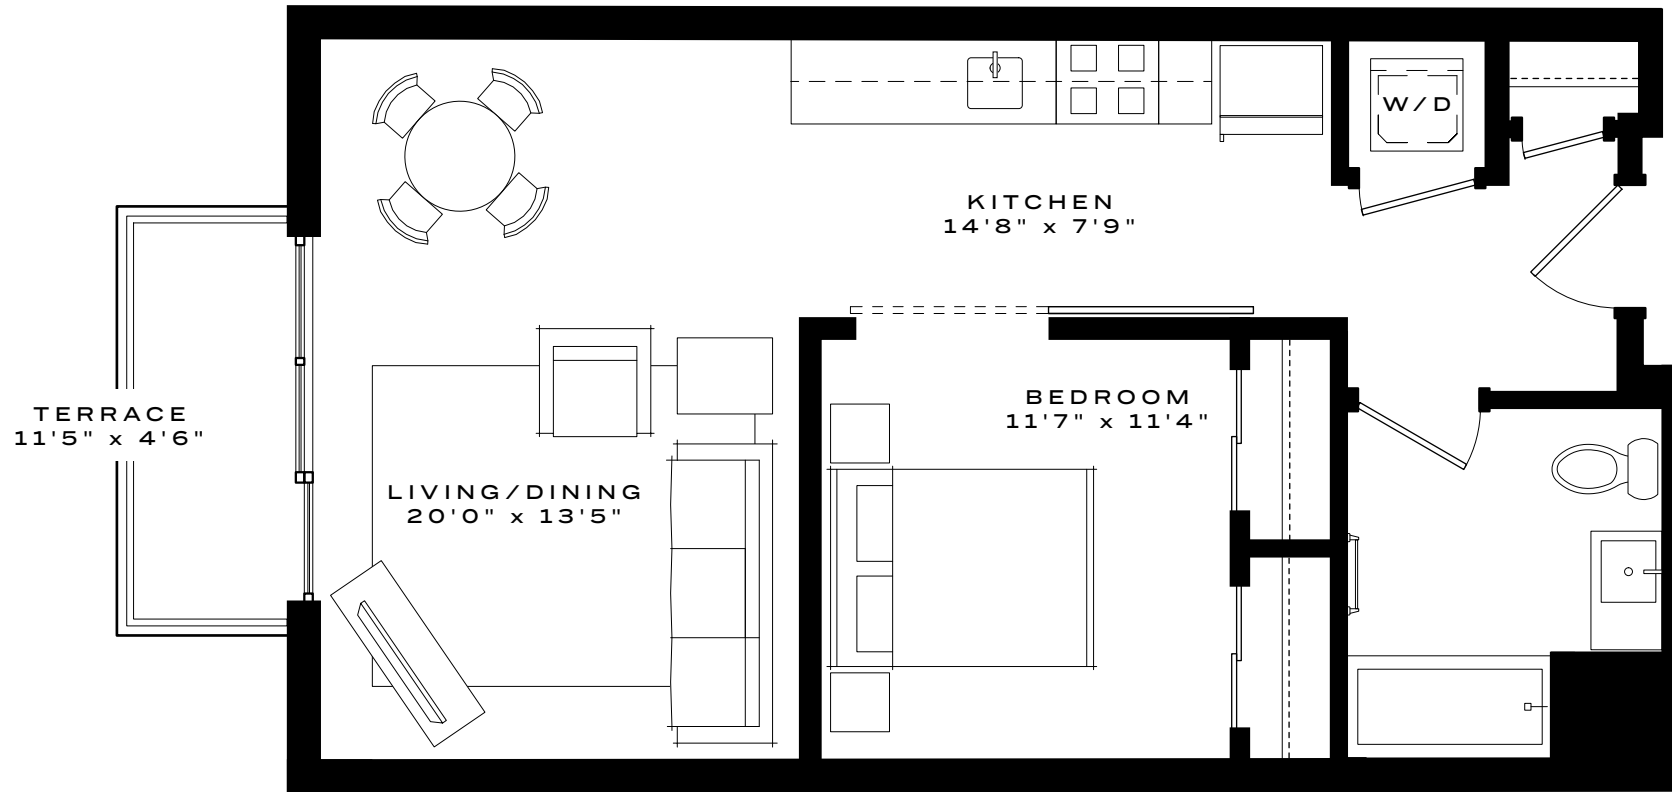 W/D
KITCHEN
14'8" x 7'9"
BEDROOM
11'7" x 11'4"
TERRACE
11'5" x 4'6"
LIVING/DINING
20'0" x 13'5"